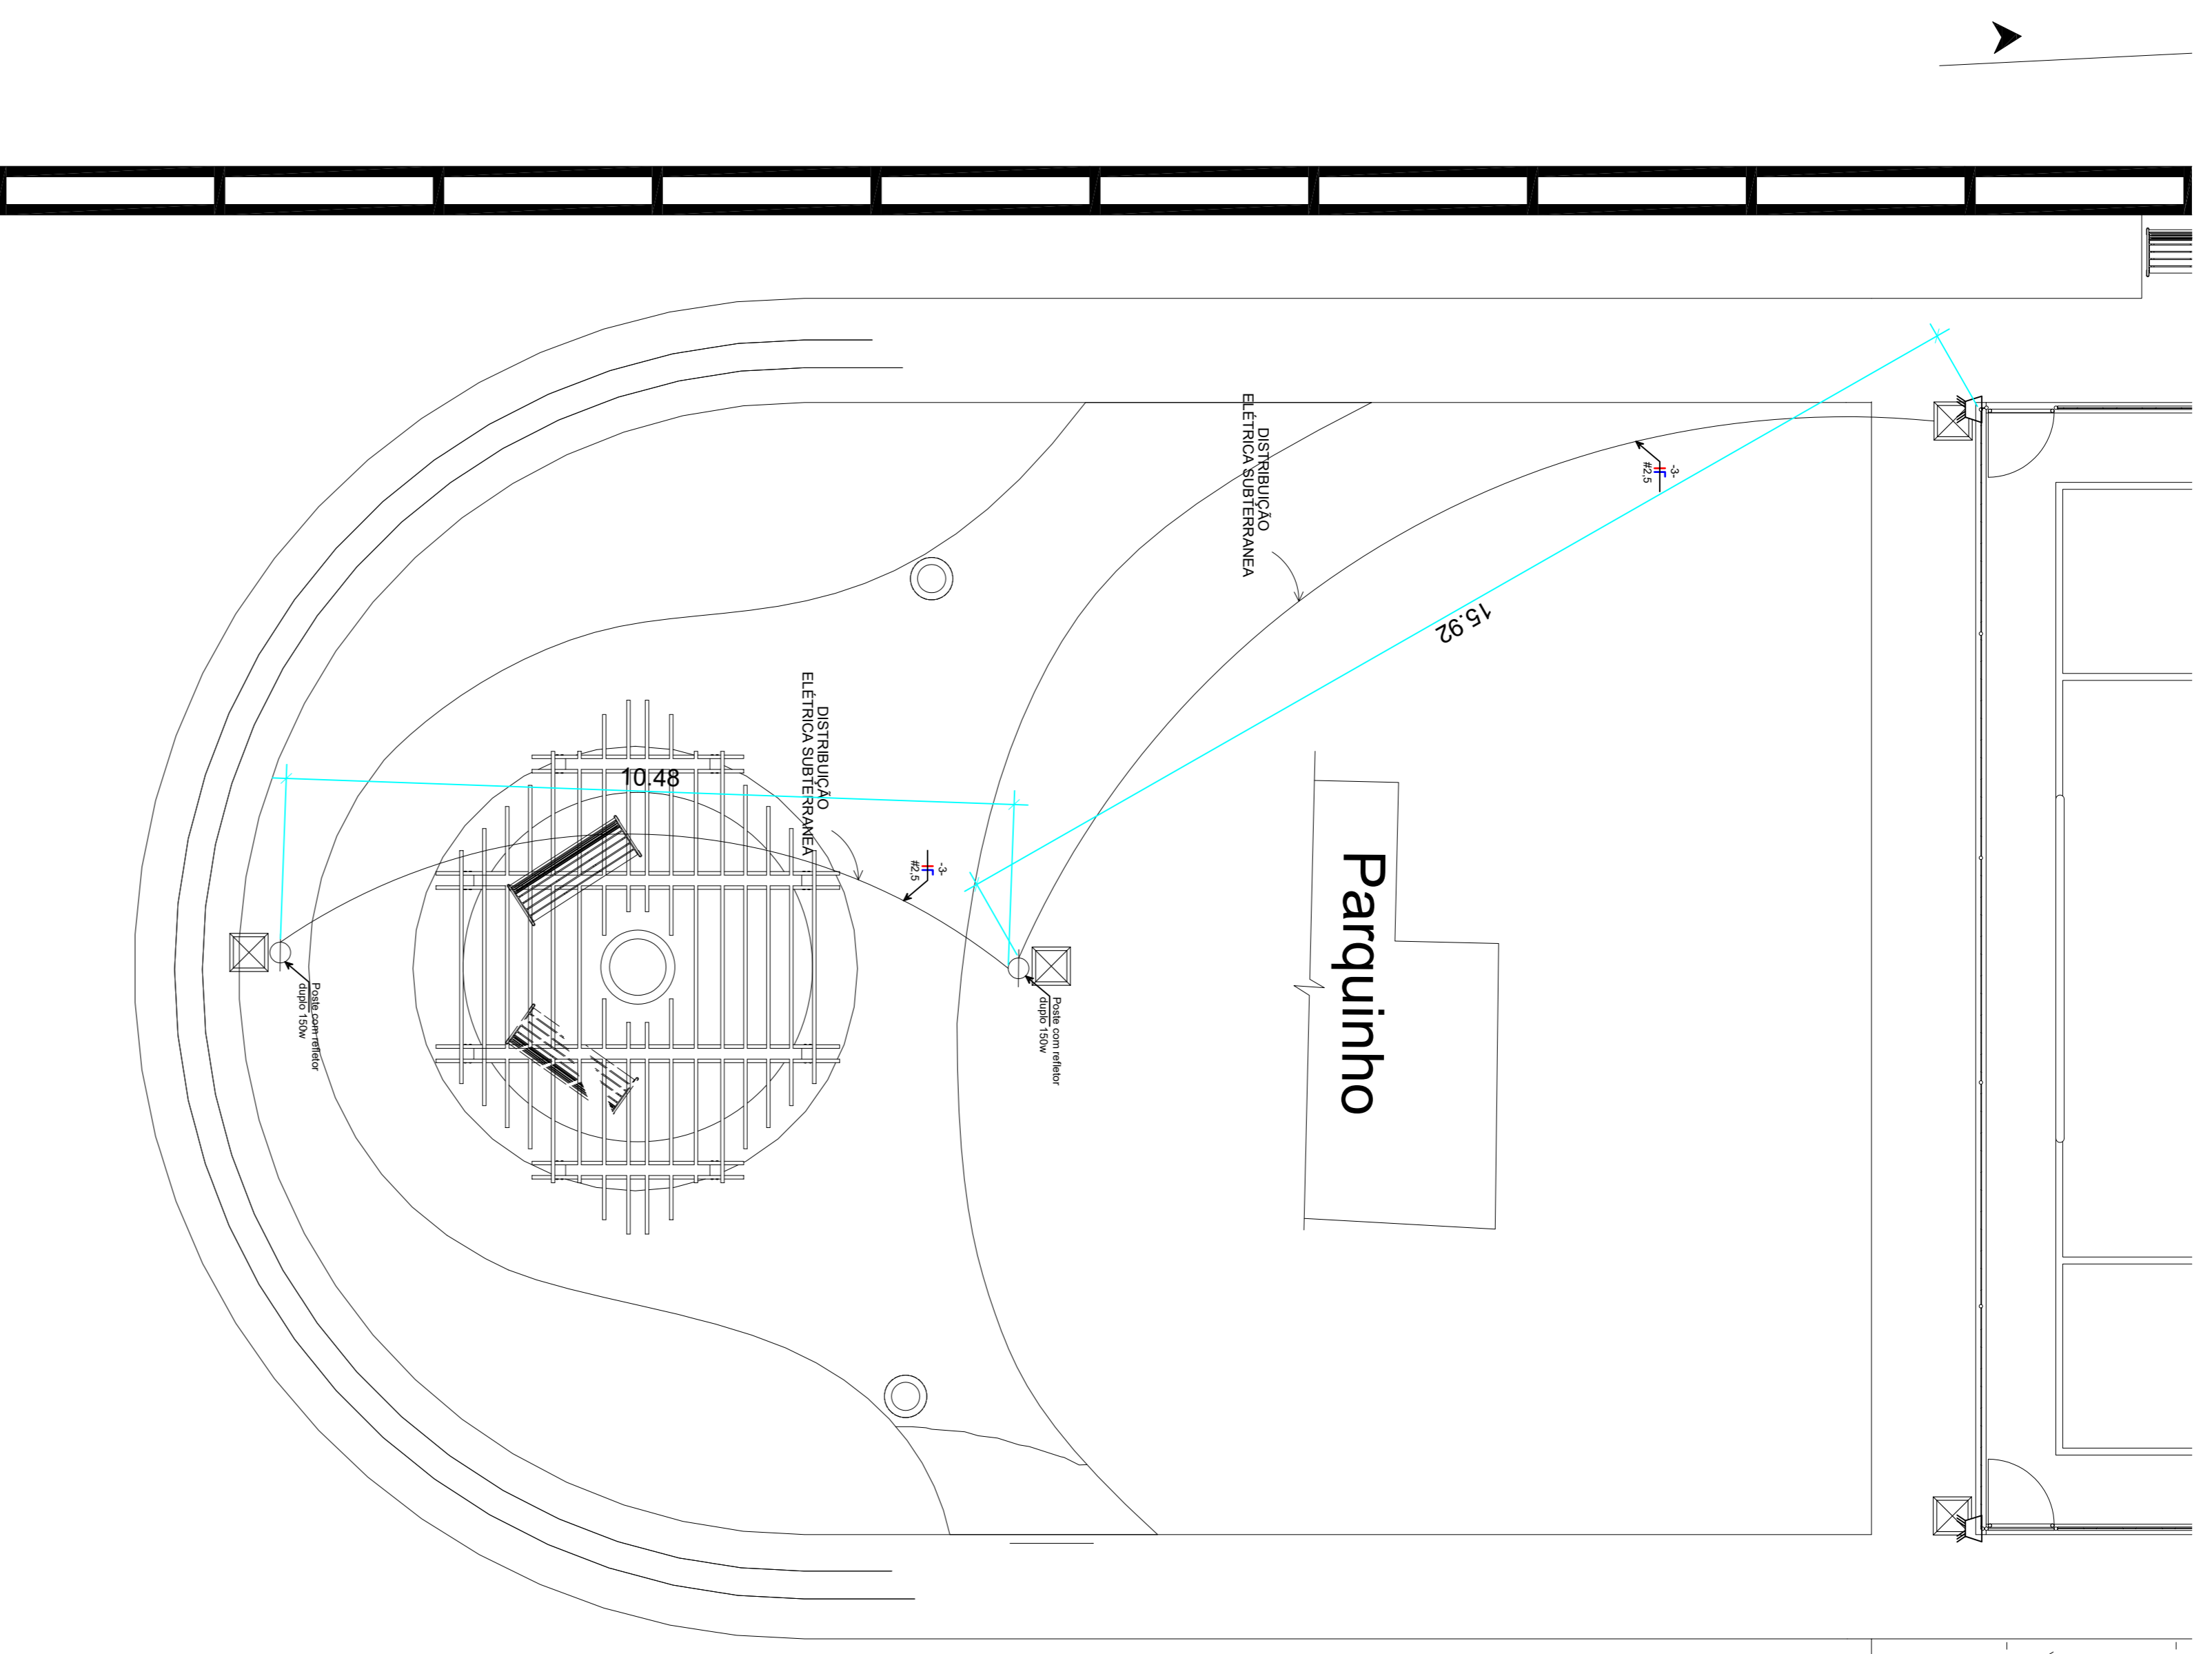 DISTRIBUIÇÃO
ELÉTRICA SUBTERRANEA
-3-
#2,5
15.92
DISTRIBUIÇÃO
ELÉTRICA SUBTERRANEA
10.48
-3-
#2,5
Parquinho
Poste com refletor
duplo 150w
Poste com refletor
duplo 150w